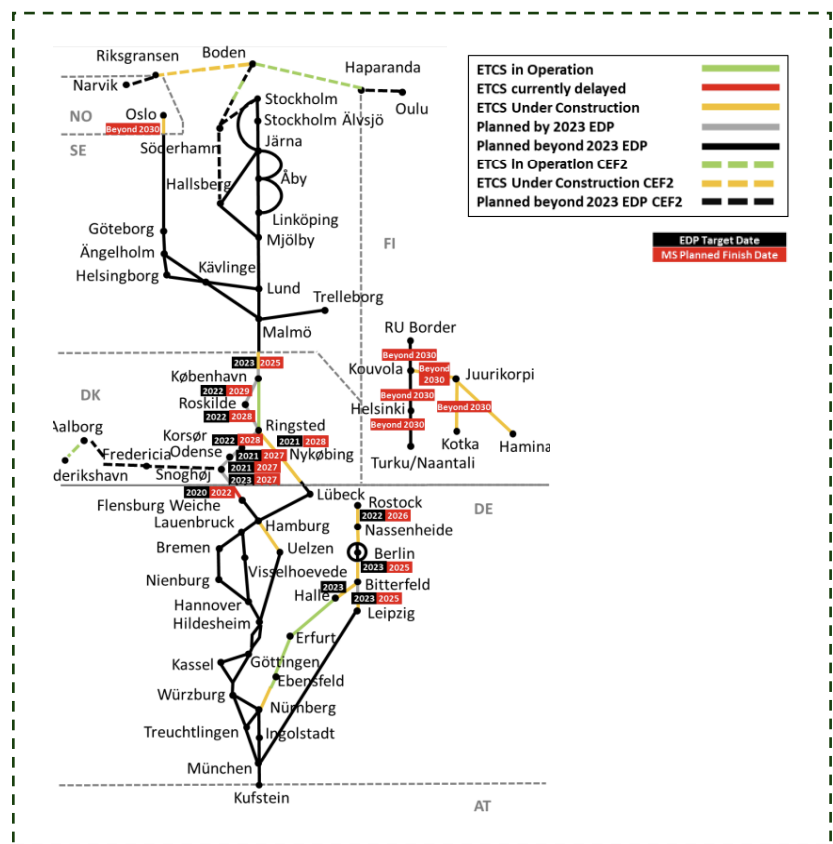 Riksgransen
Boden
Haparanda
Narvik
Oulu
NO
Oslo
Beyond 2030
SE
Stockholm
Stockholm Älvsjö
Söderhamn
Järna
Hallsberg
Åby
Linköping
Mjölby
FI
Göteborg
Ängelholm
Helsingborg
Kävlinge
Lund
Trelleborg
Malmö
ETCS in Operation
ETCS currently delayed
ETCS Under Construction
Planned by 2023 EDP
Planned beyond 2023 EDP
ETCS in Operation CEF2
ETCS Under Construction CEF2
Planned beyond 2023 EDP CEF2
EDP Target Date
MS Planned Finish Date
RU Border
Beyond 2030
Kouvola
Beyond
2030
Juurikorpi
Beyond 2030
Helsinki
Beyond 2030
Beyond 2030
Kotka
Hamina
Turku/Naantali
DK
2023 2025
København
2022 2029
Roskilde
2022 2028
Ringsted
Korsør
2022 2028
2021 2028
Aalborg
Odense
2021 2027
Nykøbing
Fredericia
2021 2027
derikshavn
Snoghøj
2023 2027
2020 2022
Lübeck
DE
Flensburg Weiche
Rostock
2022 2026
Lauenbruck
Hamburg
Nassenheide
Bremen
Uelzen
Berlin
Visselhoevede
2023 2025
Nienburg
2023
Bitterfeld
Halle
2023 2025
Hannover
Leipzig
Hildesheim
Erfurt
Kassel
Göttingen
Ebensfeld
Würzburg
Nürnberg
Treuchtlingen
Ingolstadt
München
Kufstein
AT